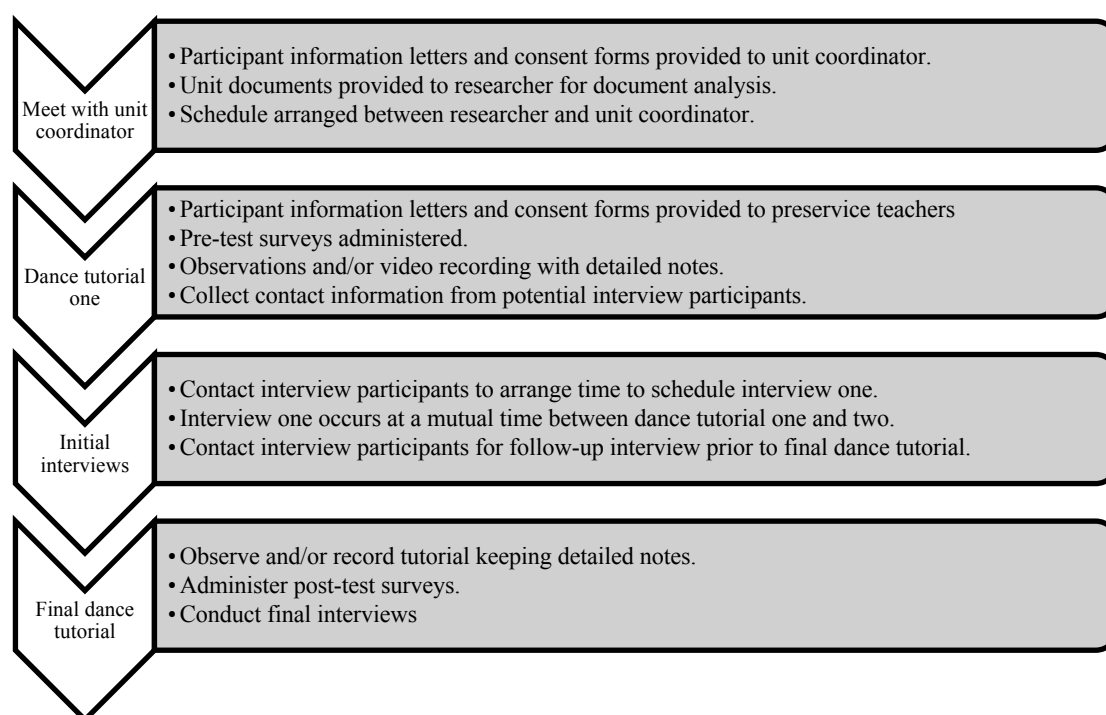 Meet with unit
coordinator
•Participant information letters and consent forms provided to unit coordinator.
•Unit documents provided to researcher for document analysis.
•Schedule arranged between researcher and unit coordinator.
Dance tutorial
one
•Participant information letters and consent forms provided to preservice teachers
•Pre-test surveys administered.
•Observations and/or video recording with detailed notes.
•Collect contact information from potential interview participants.
Initial
interviews
•Contact interview participants to arrange time to schedule interview one.
•Interview one occurs at a mutual time between dance tutorial one and two.
•Contact interview participants for follow-up interview prior to final dance tutorial.
Final dance
tutorial
•Observe and/or record tutorial keeping detailed notes.
•Administer post-test surveys.
•Conduct final interviews